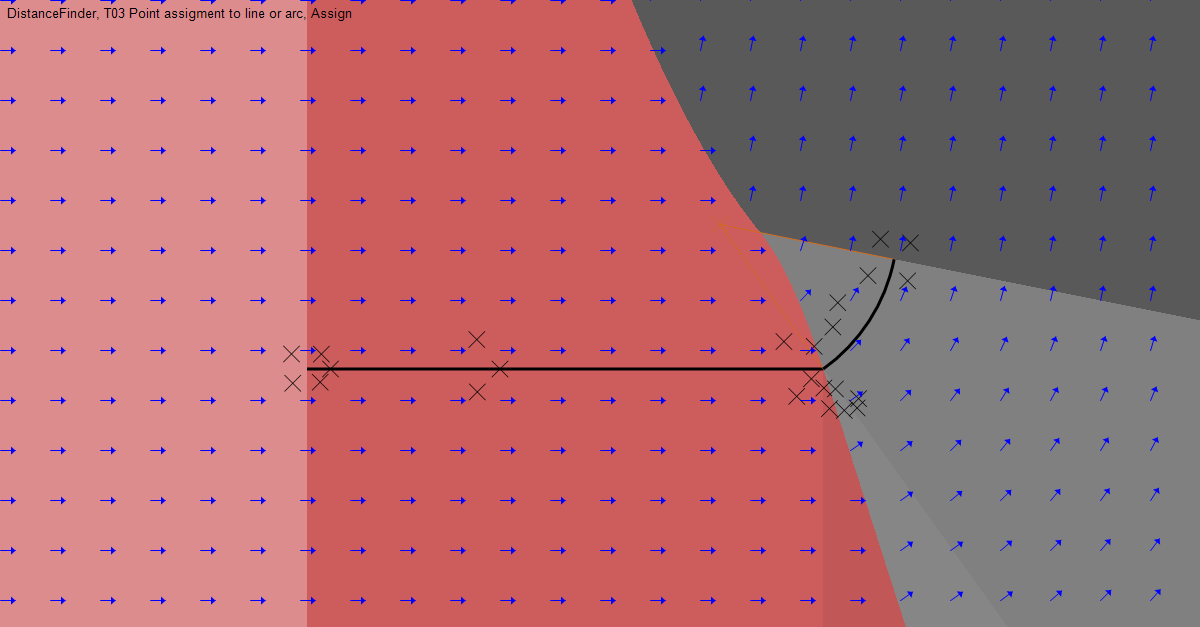 DistanceFinder, T03 Point assigment to line or arc, Assign